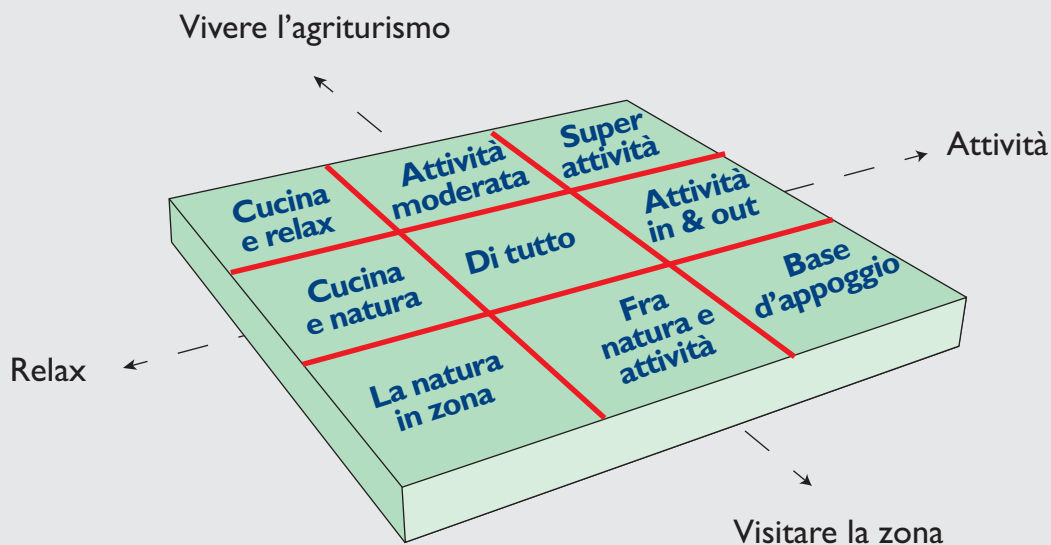 Vivere l’agriturismo
Attività
Super
attività
Attività
moderata
Cucina
e relax
Attività
in & out
Di tutto
Cucina
e natura
Base
d’appoggio
Fra
natura e
attività
La natura
in zona
Relax
Visitare la zona